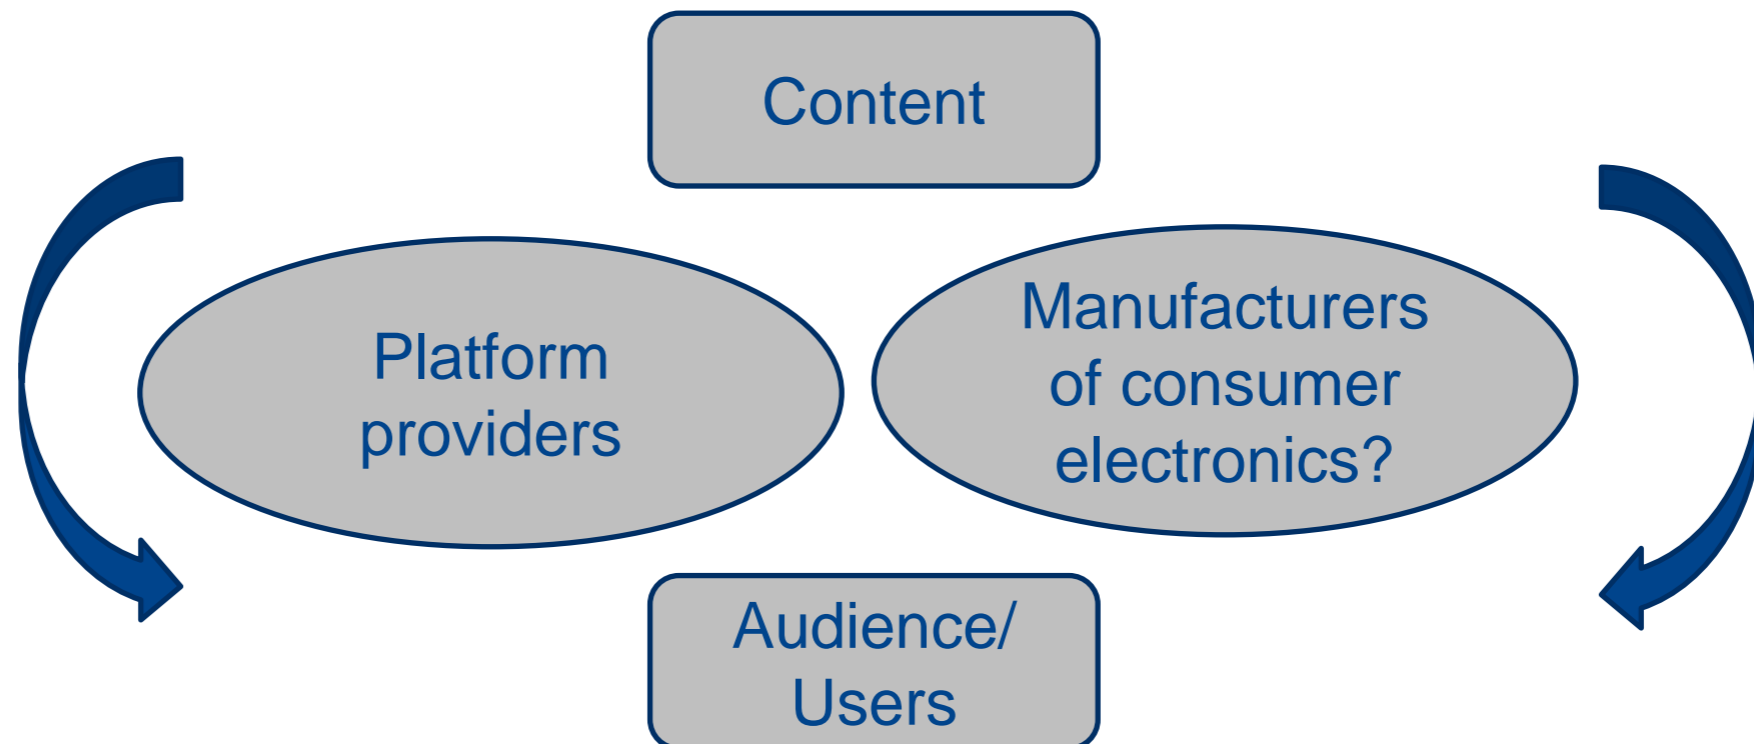 Content
Platform
providers
Manufacturers
of consumer
electronics?
Audience/
Users